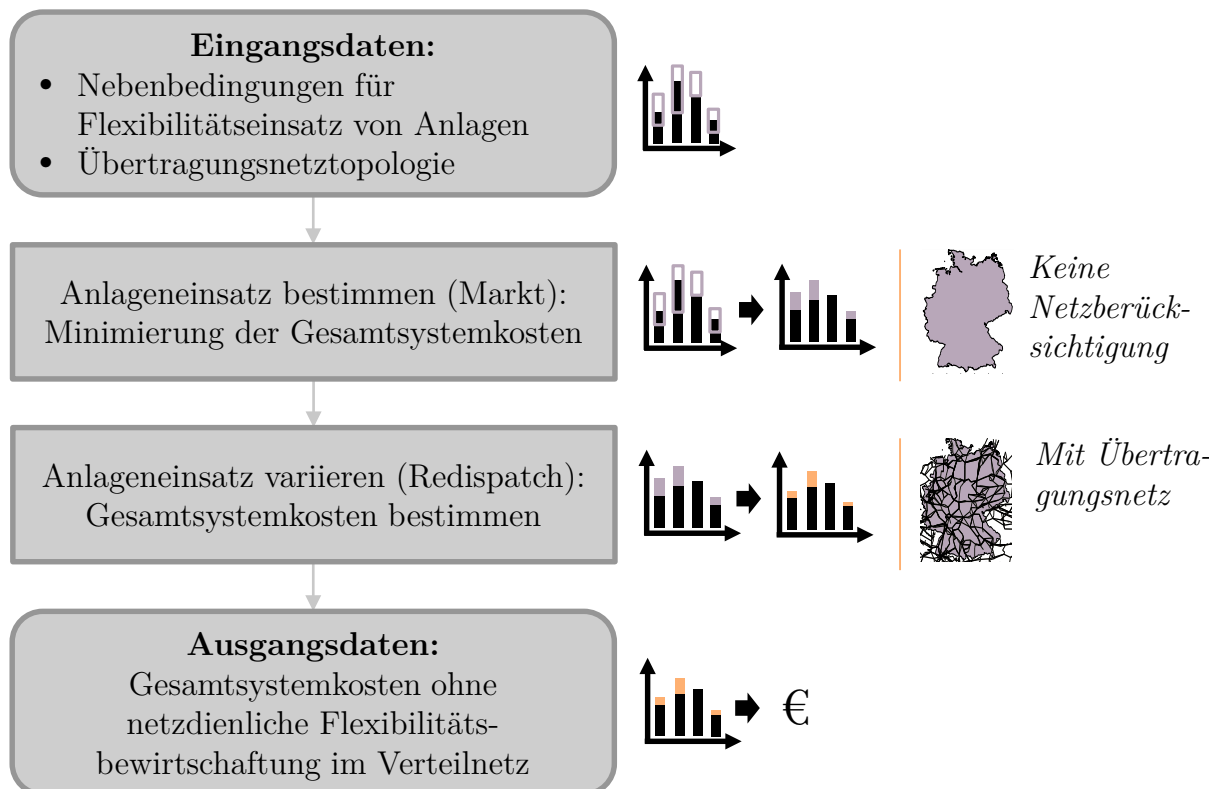 Eingangsdaten:
• Nebenbedingungen für
Flexibilitätseinsatz von Anlagen
• Übertragungsnetztopologie
Anlageneinsatz bestimmen (Markt):
Minimierung der Gesamtsystemkosten
Keine
Netzberück-
sichtigung
Anlageneinsatz variieren (Redispatch):
Gesamtsystemkosten bestimmen
Mit Übertra-
gungsnetz
Ausgangsdaten:
Gesamtsystemkosten ohne
netzdienliche Flexibilitäts-
bewirtschaftung im Verteilnetz
€